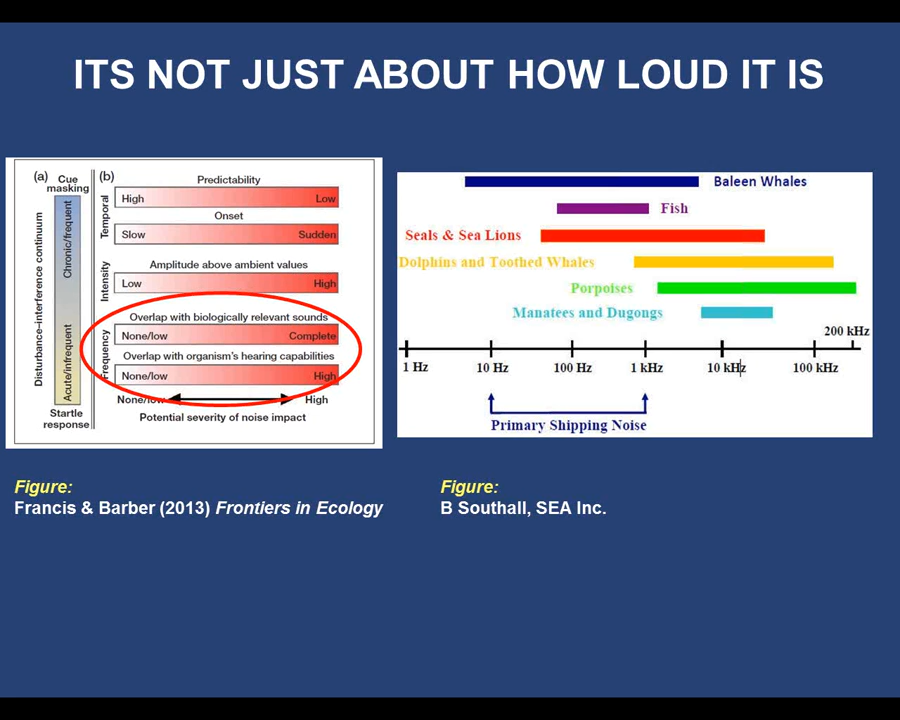 ITS NOT JUST ABOUT HOW LOUD IT IS
(a)
Cue
masking
Disturbance–interference continuum
Chronic/frequent
Acute/infrequent
Startle
response
(b)
Temporal
Predictability
High Low
Onset
Slow Sudden
Intensity
Amplitude above ambient values
Low High
Frequency
Overlap with biologically relevant sounds
None/low Complete
Overlap with organism's hearing capabilities
None/low High
None/low High
Potential severity of noise impact
Baleen Whales
Fish
Seals & Sea Lions
Dolphins and Toothed Whales
Porpoises
Manatees and Dugongs
200 kHz
1 Hz 10 Hz 100 Hz 1 kHz 10 kHz 100 kHz
Primary Shipping Noise
Figure:
Francis & Barber (2013) Frontiers in Ecology
Figure:
B Southall, SEA Inc.